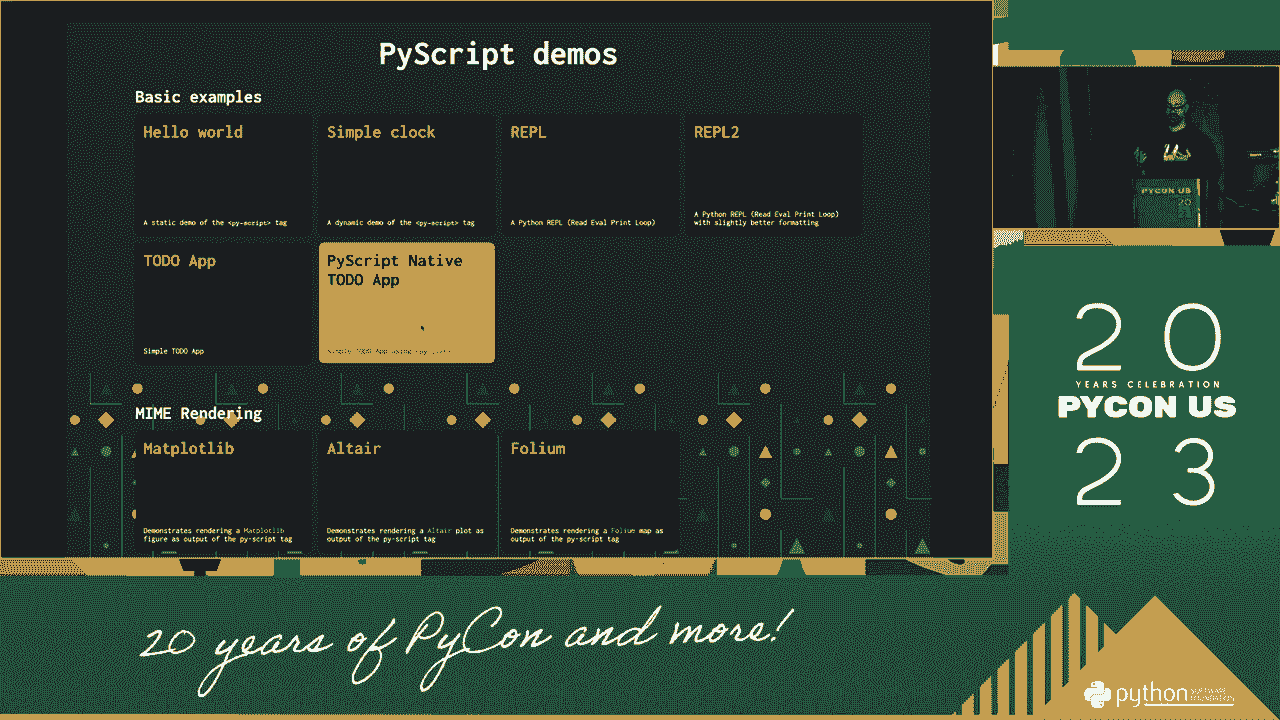 PyScript demos
Basic examples
Hello world
Simple clock
REPL
REPL2
A static demo of the <py-script> tag
A dynamic demo of the <py-script> tag
A Python REPL (Read Eval Print Loop)
A Python REPL (Read Eval Print Loop)
with slightly better formatting
TODO App
PyScript Native
TODO App
Simple TODO App
Simple TODO App using
MIME Rendering
Matplotlib
Altair
Folium
Demonstrates rendering a Matplotlib
figure as output of the py-script tag
Demonstrates rendering a Altair plot as
output of the py-script tag
Demonstrates rendering a Folium map as
output of the py-script tag
PYCON US
20
20
YEARS CELEBRATION
PYCON US
23
20 years of PyCon and more!
python